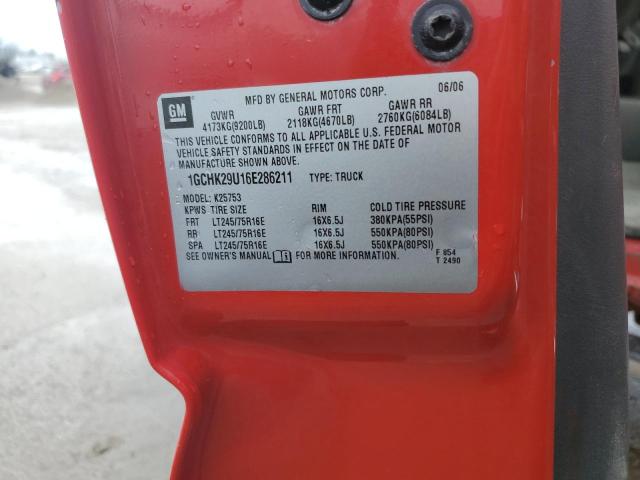 MFD BY GENERAL MOTORS CORP. 06/06
GM
GVWR GAWR FRT GAWR RR
4173KG(9200LB) 2118KG(4670LB) 2760KG(6084LB)
THIS VEHICLE CONFORMS TO ALL APPLICABLE U.S. FEDERAL MOTOR
VEHICLE SAFETY STANDARDS IN EFFECT ON THE DATE OF
MANUFACTURE SHOWN ABOVE.
1GCHK29U16E286211 TYPE: TRUCK
MODEL: K25753
KPWS TIRE SIZE RIM COLD TIRE PRESSURE
FRT LT245/75R16E 16X6.5J 380KPA(55PSI)
RR LT245/75R16E 16X6.5J 550KPA(80PSI)
SPA LT245/75R16E 16X6.5J 550KPA(80PSI)
SEE OWNER'S MANUAL FOR MORE INFORMATION.
F 854
T 2490